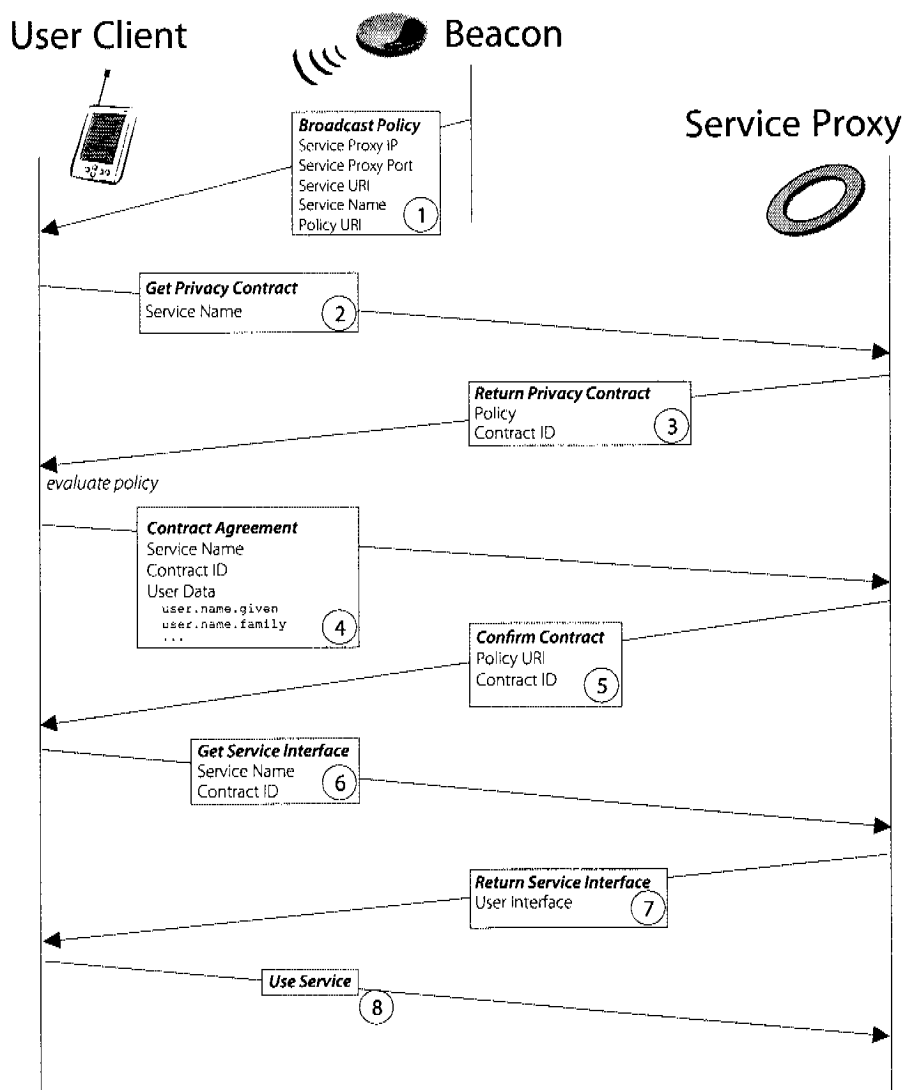 User Client
Beacon
Service Proxy
Broadcast Policy
Service Proxy IP
Service Proxy Port
Service URI
Service Name
Policy URI
1
Get Privacy Contract
Service Name
2
Return Privacy Contract
Policy
Contract ID
3
evaluate policy
Contract Agreement
Service Name
Contract ID
User Data
user.name.given
user.name.family
...
4
Confirm Contract
Policy URI
Contract ID
5
Get Service Interface
Service Name
Contract ID
6
Return Service Interface
User Interface
7
Use Service
8